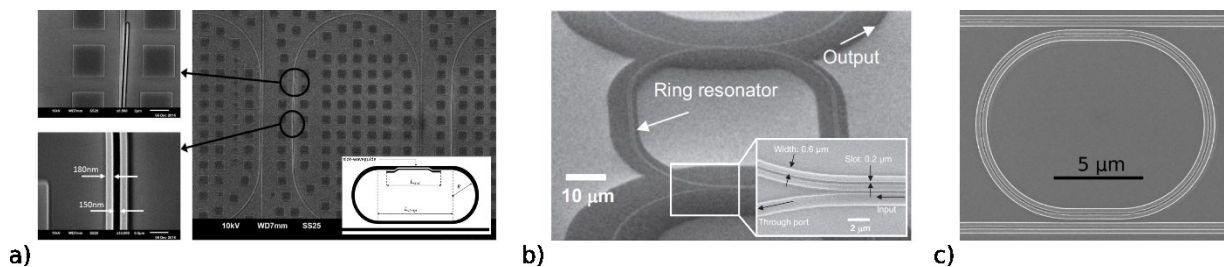 180nm
150nm
10kV WD7mm SS25
a)
Output
Ring resonator
10 μm
Width: 0.6 μm
Slot: 0.2 μm
Input
Through port
2 μm
b)
5 μm
c)